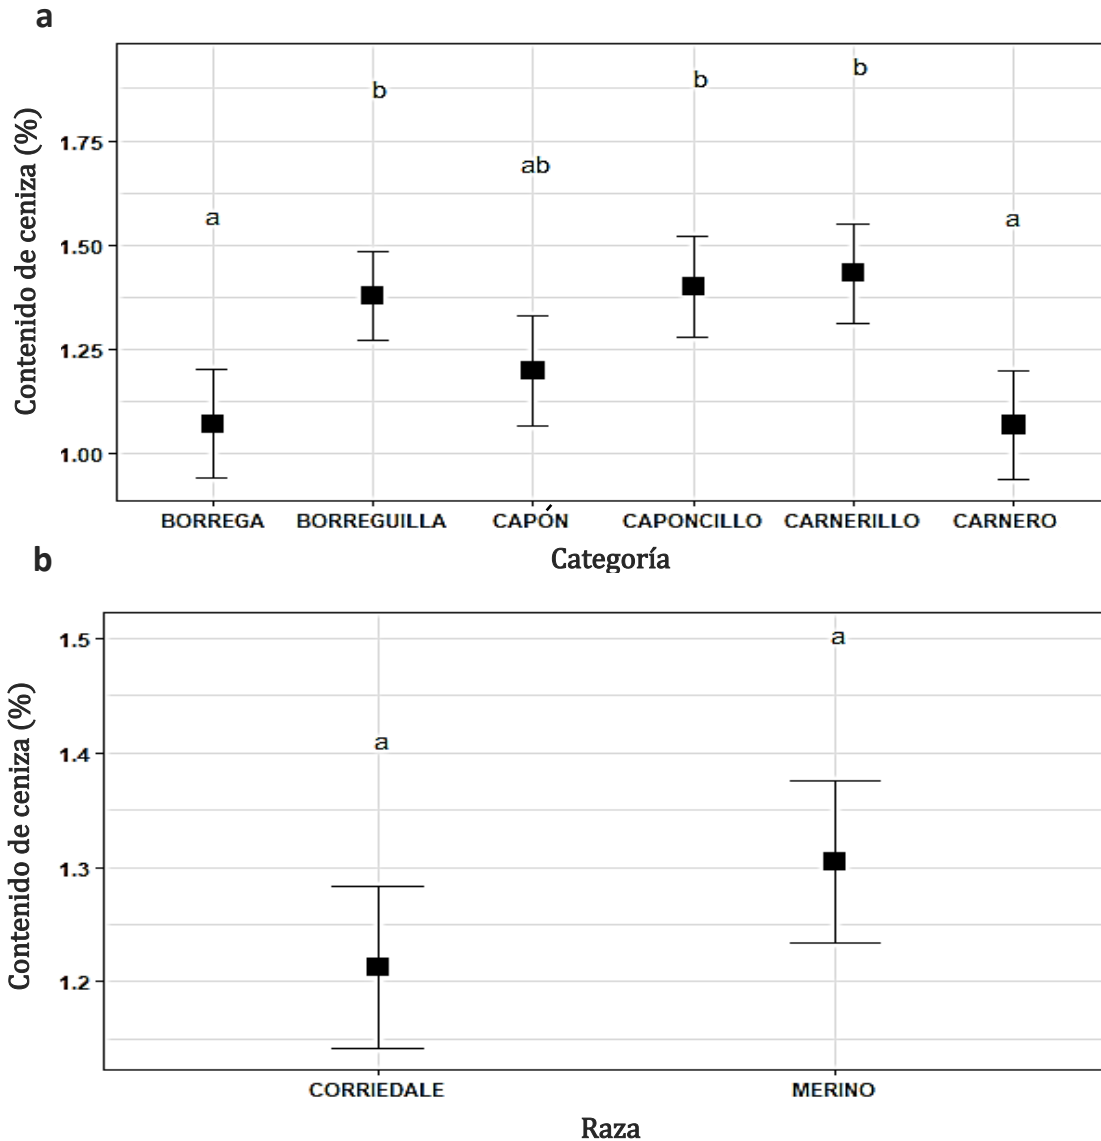 a
Contenido de ceniza (%)
b
b
b
1.75
ab
a
a
1.50
1.25
1.00
BORREGA BORREGUILLA CAPÓN CAPONCILLO CARNERILLO CARNERO
Categoría
b
Contenido de ceniza (%)
1.5
a
1.4
a
1.3
1.2
CORRIEDALE MERINO
Raza